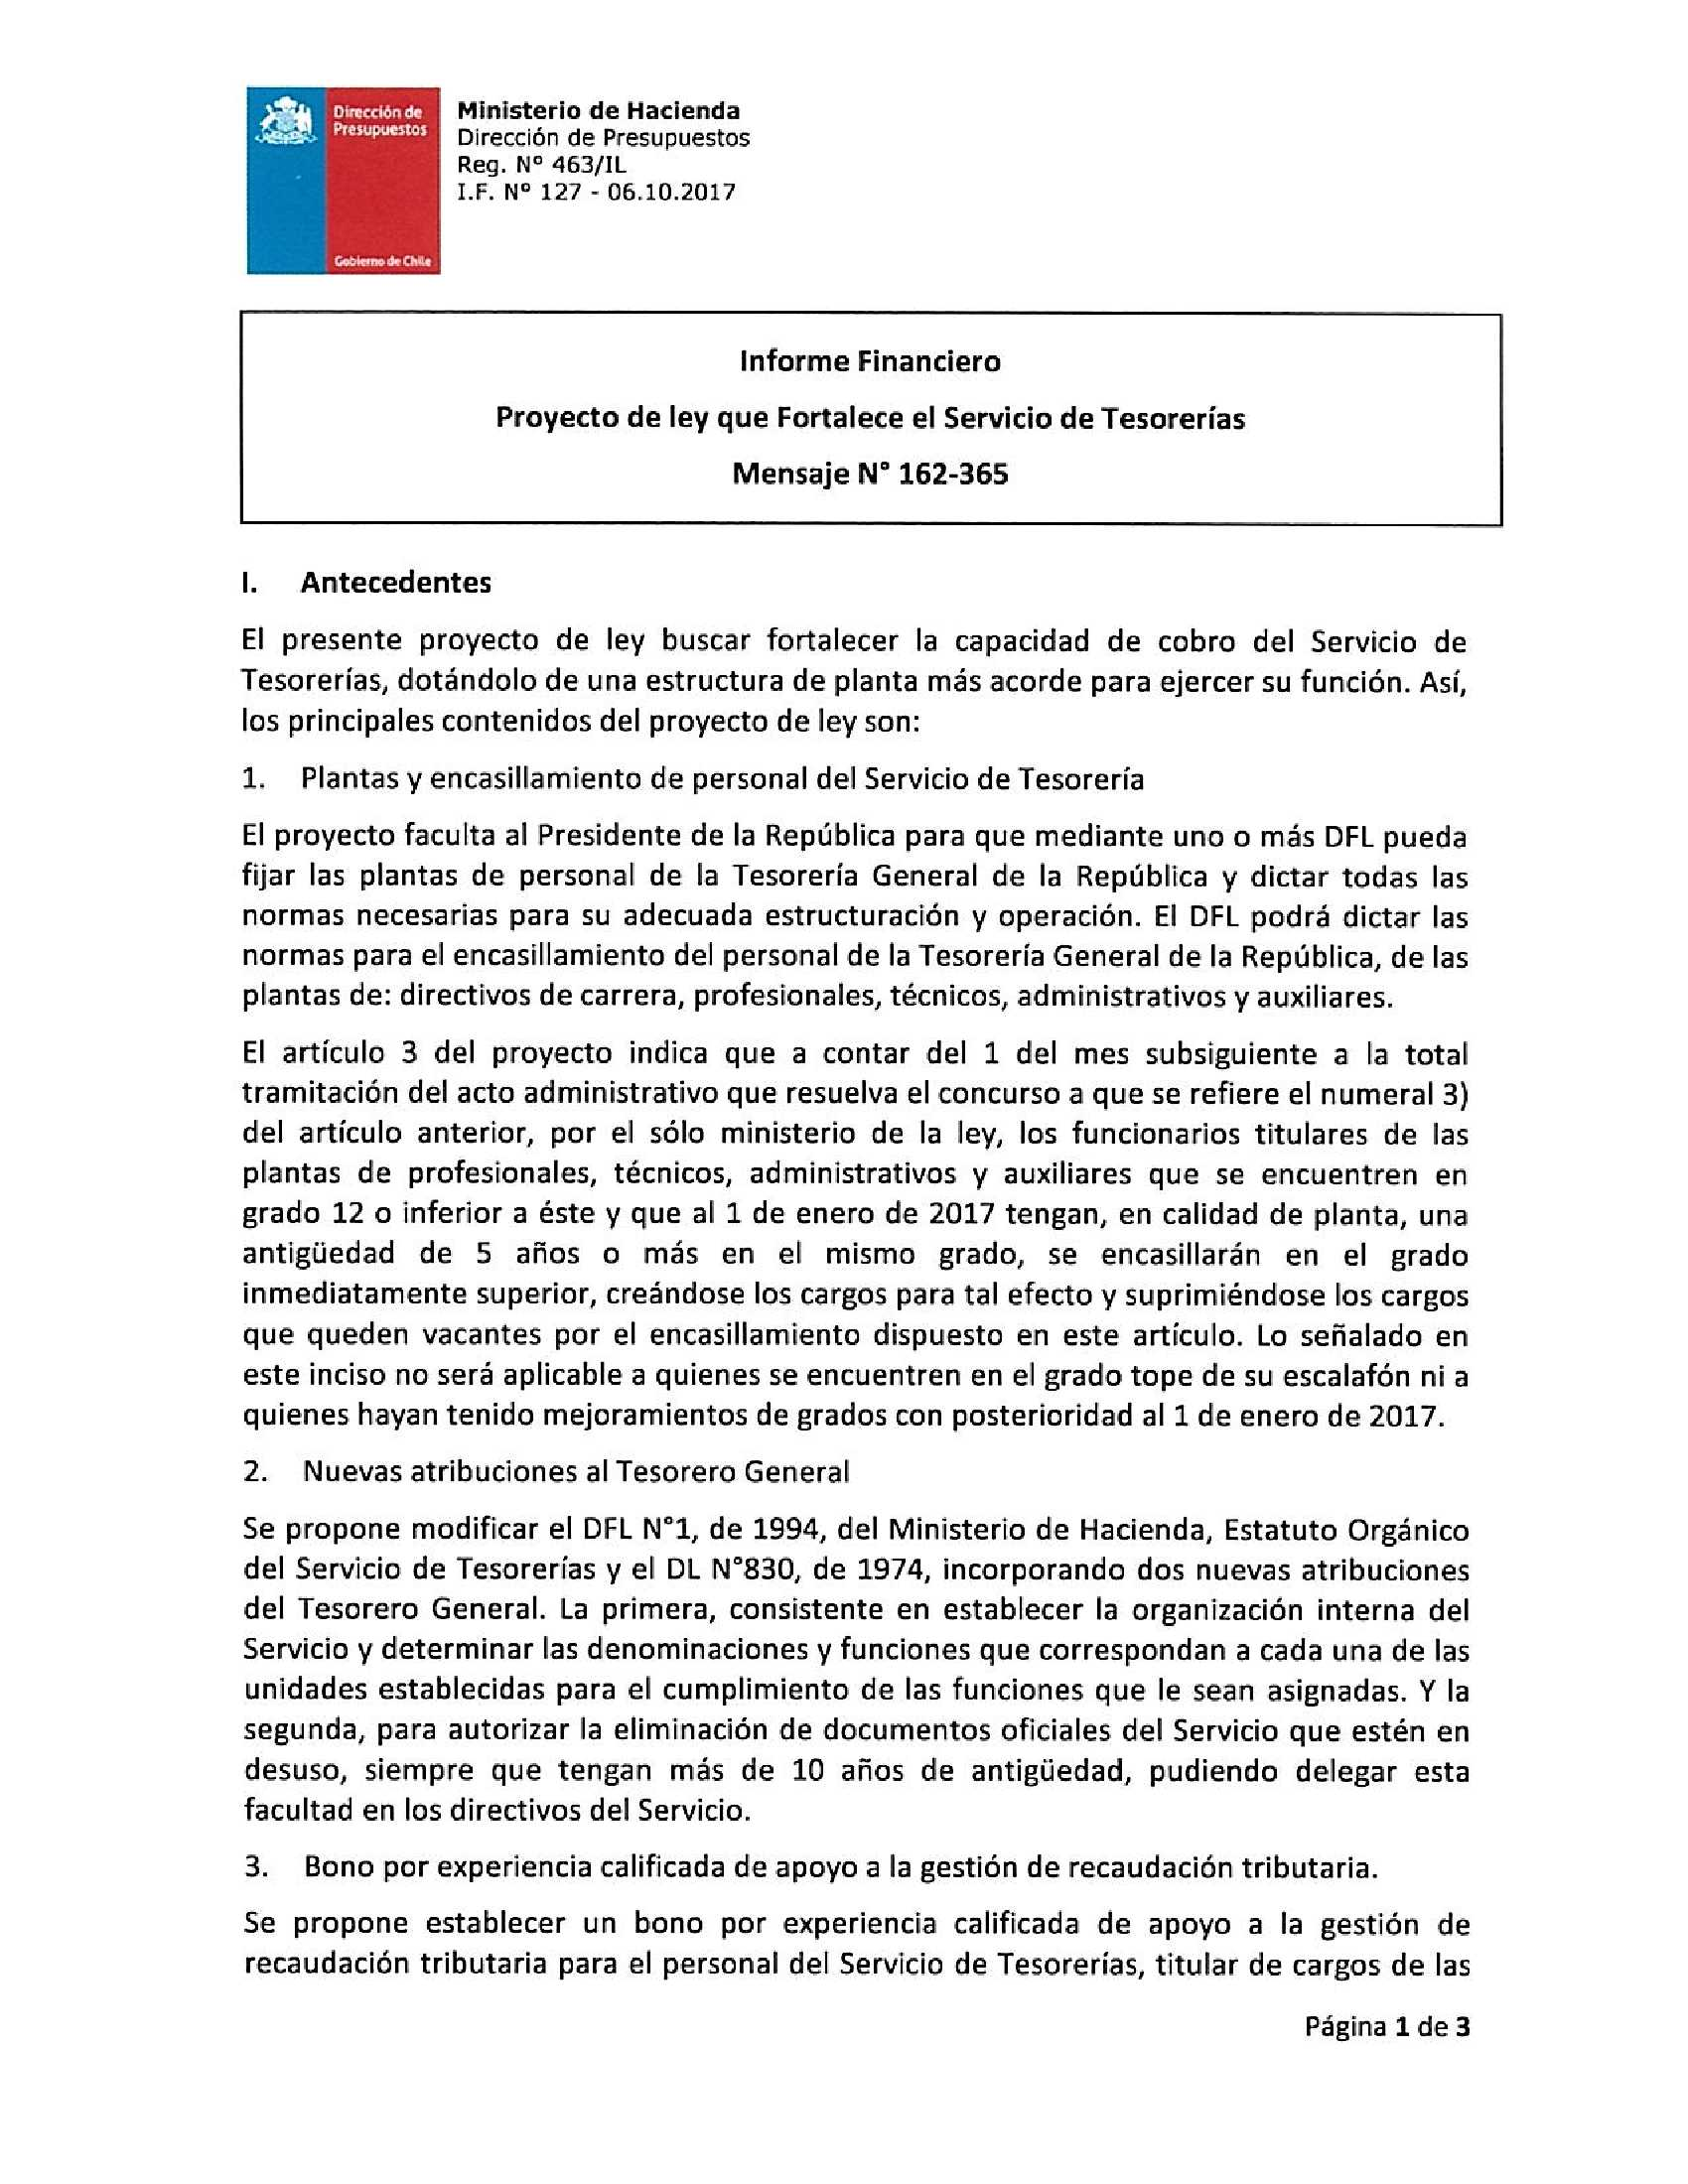 Dirección de
Presupuestos
Gobierno de Chile
Ministerio de Hacienda
Dirección de Presupuestos
Reg. Nº 463/IL
I.F. Nº 127 - 06.10.2017
Informe Financiero
Proyecto de ley que Fortalece el Servicio de Tesorerías
Mensaje N° 162-365
I. Antecedentes
El presente proyecto de ley buscar fortalecer la capacidad de cobro del Servicio de
Tesorerías, dotándolo de una estructura de planta más acorde para ejercer su función. Así,
los principales contenidos del proyecto de ley son:
1. Plantas y encasillamiento de personal del Servicio de Tesorería
El proyecto faculta al Presidente de la República para que mediante uno o más DFL pueda
fijar las plantas de personal de la Tesorería General de la República y dictar todas las
normas necesarias para su adecuada estructuración y operación. El DFL podrá dictar las
normas para el encasillamiento del personal de la Tesorería General de la República, de las
plantas de: directivos de carrera, profesionales, técnicos, administrativos y auxiliares.
El artículo 3 del proyecto indica que a contar del 1 del mes subsiguiente a la total
tramitación del acto administrativo que resuelva el concurso a que se refiere el numeral 3)
del artículo anterior, por el sólo ministerio de la ley, los funcionarios titulares de las
plantas de profesionales, técnicos, administrativos y auxiliares que se encuentren en
grado 12 o inferior a éste y que al 1 de enero de 2017 tengan, en calidad de planta, una
antigüedad de 5 años o más en el mismo grado, se encasillarán en el grado
inmediatamente superior, creándose los cargos para tal efecto y suprimiéndose los cargos
que queden vacantes por el encasillamiento dispuesto en este artículo. Lo señalado en
este inciso no será aplicable a quienes se encuentren en el grado tope de su escalafón ni a
quienes hayan tenido mejoramientos de grados con posterioridad al 1 de enero de 2017.
2. Nuevas atribuciones al Tesorero General
Se propone modificar el DFL N°1, de 1994, del Ministerio de Hacienda, Estatuto Orgánico
del Servicio de Tesorerías y el DL N°830, de 1974, incorporando dos nuevas atribuciones
del Tesorero General. La primera, consistente en establecer la organización interna del
Servicio y determinar las denominaciones y funciones que correspondan a cada una de las
unidades establecidas para el cumplimiento de las funciones que le sean asignadas. Y la
segunda, para autorizar la eliminación de documentos oficiales del Servicio que estén en
desuso, siempre que tengan más de 10 años de antigüedad, pudiendo delegar esta
facultad en los directivos del Servicio.
3. Bono por experiencia calificada de apoyo a la gestión de recaudación tributaria.
Se propone establecer un bono por experiencia calificada de apoyo a la gestión de
recaudación tributaria para el personal del Servicio de Tesorerías, titular de cargos de las
Página 1 de 3